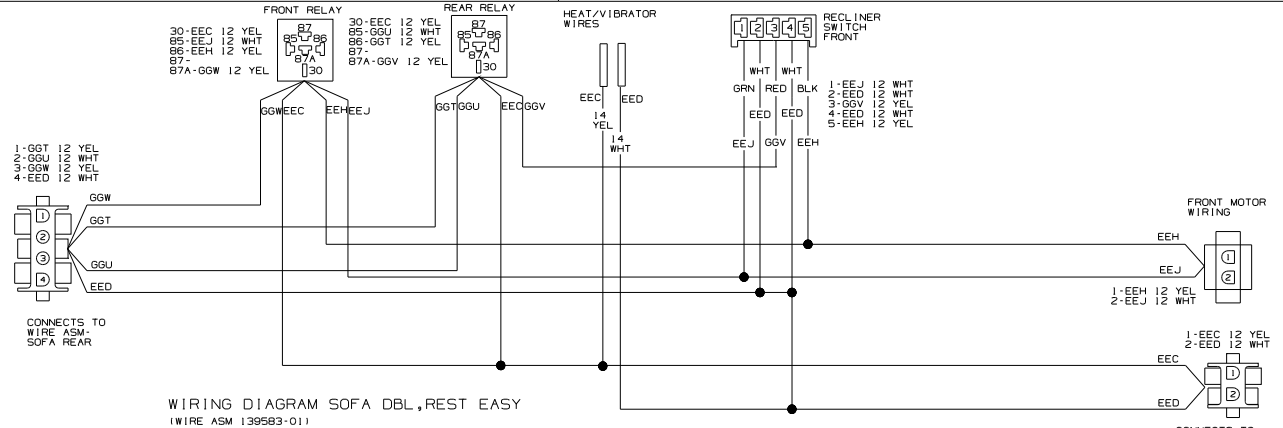 FRONT RELAY
30-EEC 12 YEL
85-EEJ 12 WHT
86-EEH 12 YEL
87-
87A-GGW 12 YEL
87
85 86
87A
30
REAR RELAY
30-EEC 12 YEL
85-GGU 12 WHT
86-GGT 12 YEL
87-
87A-GGV 12 YEL
87
85 86
87A
30
HEAT/VIBRATOR
WIRES
EEC EED
14
YEL
14
WHT
1 2 3 4 5
RECLINER
SWITCH
FRONT
WHT WHT
GRN RED BLK
EED EED
EEJ GGV EEH
1-EEJ 12 WHT
2-EED 12 WHT
3-GGV 12 YEL
4-EED 12 WHT
5-EEH 12 YEL
GGW EEC EEH EEJ
GGT GGU EEC GGV
1-GGT 12 YEL
2-GGU 12 WHT
3-GGW 12 YEL
4-EED 12 WHT
1
2
3
4
GGW
GGT
GGU
EED
CONNECTS TO
WIRE ASM-
SOFA REAR
FRONT MOTOR
WIRING
EEH
EEJ
1
2
1-EEH 12 YEL
2-EEJ 12 WHT
1-EEC 12 YEL
2-EED 12 WHT
EEC
EED
1
2
WIRING DIAGRAM SOFA DBL,REST EASY
(WIRE ASM 139583-01)